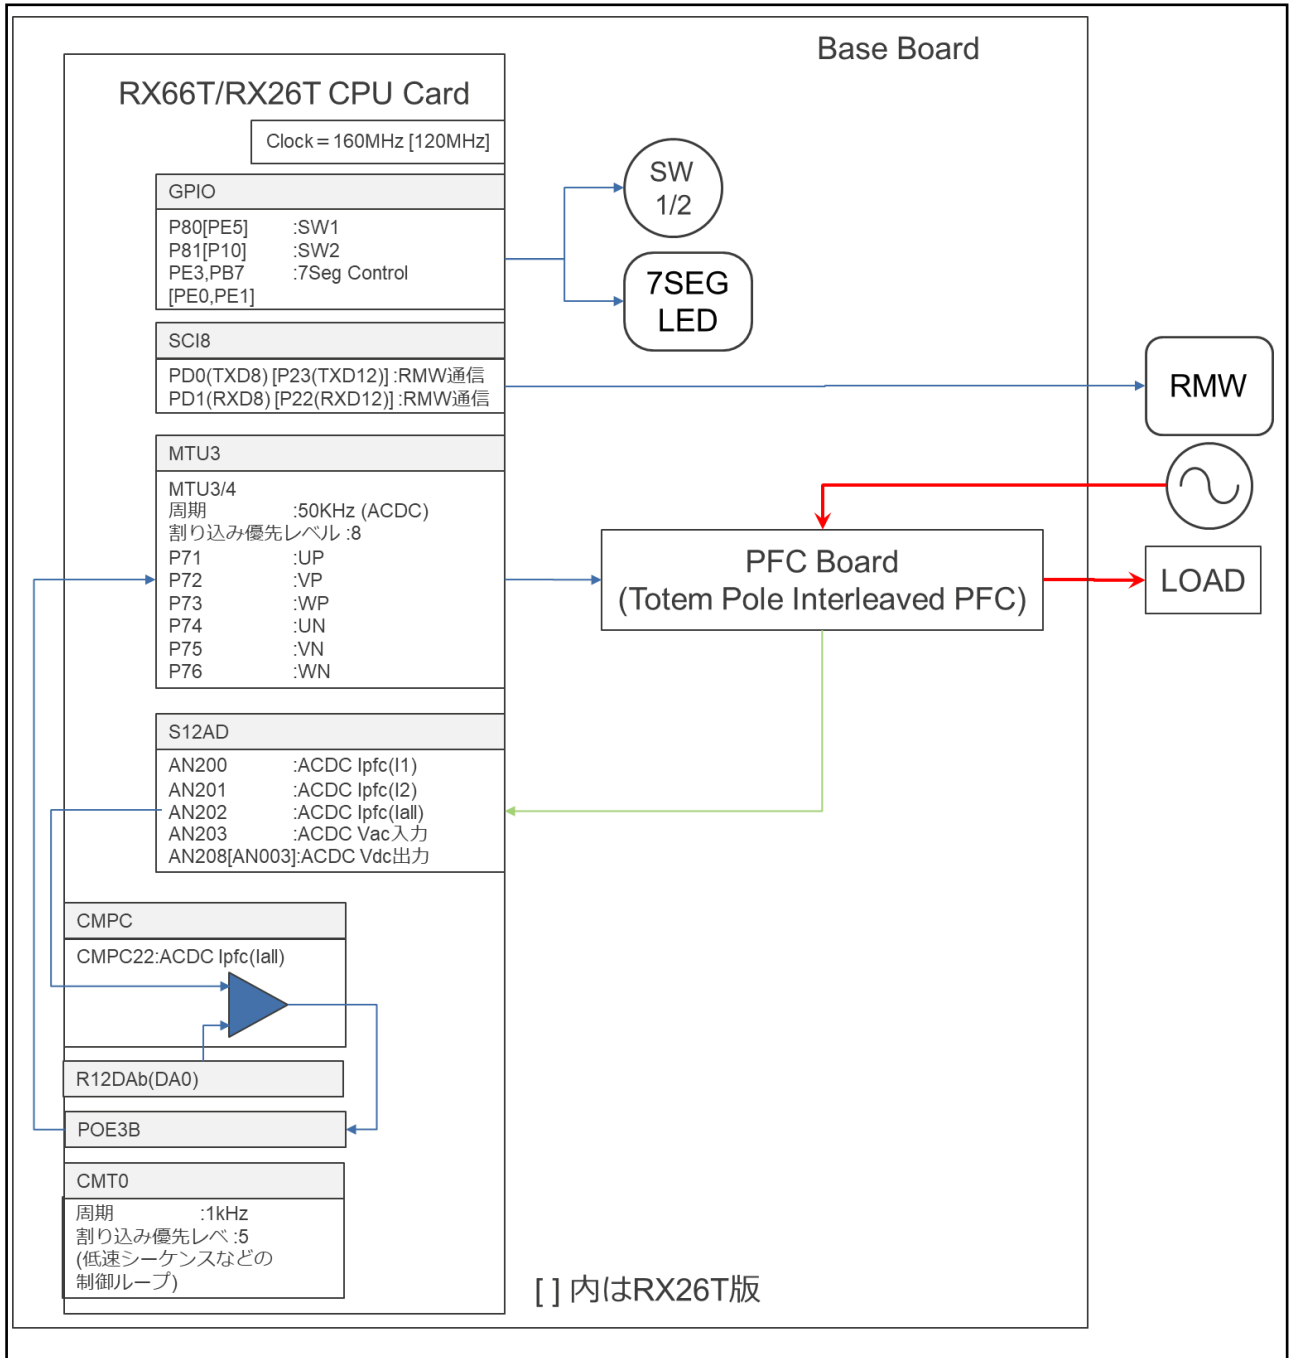 Base Board
RX66T/RX26T CPU Card
Clock = 160MHz [120MHz]
GPIO
P80[PE5] :SW1
P81[P10] :SW2
PE3,PB7 :7Seg Control
[PE0,PE1]
SW
1/2
7SEG
LED
SCI8
PD0(TXD8) [P23(TXD12)] :RMW通信
PD1(RXD8) [P22(RXD12)] :RMW通信
RMW
MTU3
MTU3/4
周期 :50KHz (ACDC)
割り込み優先レベル :8
P71 :UP
P72 :VP
P73 :WP
P74 :UN
P75 :VN
P76 :WN
PFC Board
(Totem Pole Interleaved PFC)
LOAD
S12AD
AN200 :ACDC Ipfc(I1)
AN201 :ACDC Ipfc(I2)
AN202 :ACDC Ipfc(Iall)
AN203 :ACDC Vac入力
AN208[AN003]:ACDC Vdc出力
CMPC
CMPC22:ACDC Ipfc(Iall)
R12DAb(DA0)
POE3B
CMT0
周期 :1kHz
割り込み優先レベ :5
(低速シーケンスなどの
制御ループ)
[ ] 内はRX26T版